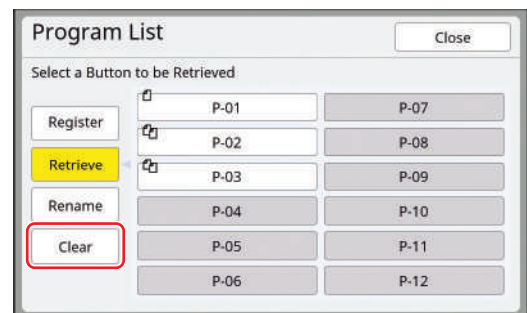 Program List
Close
Select a Button to be Retrieved
Register
Retrieve
Rename
Clear
P-01
P-02
P-03
P-04
P-05
P-06
P-07
P-08
P-09
P-10
P-11
P-12